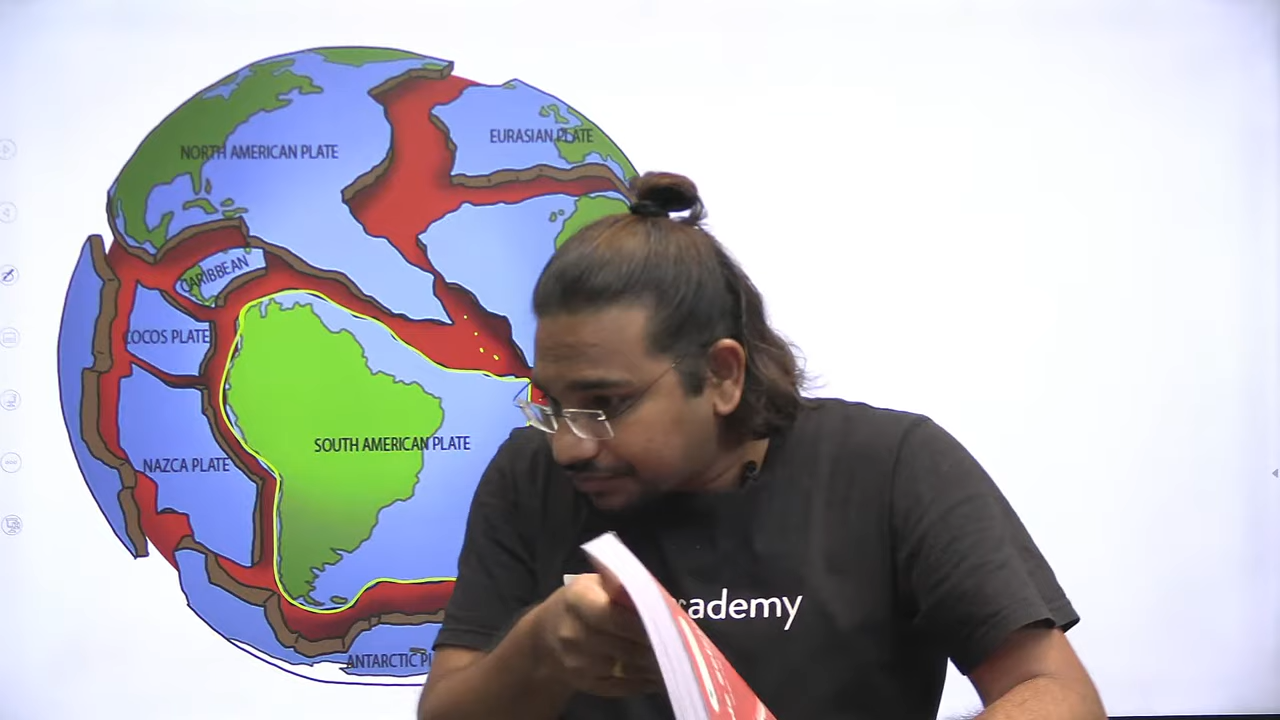 NORTH AMERICAN PLATE
EURASIAN PLATE
CARIBBEAN
COCOS PLATE
SOUTH AMERICAN PLATE
NAZCA PLATE
cademy
ANTARCTIC